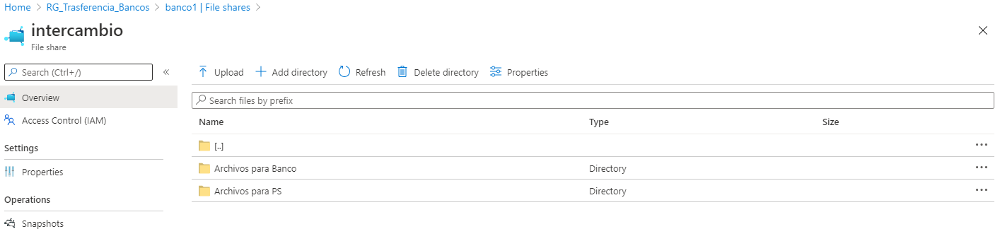 Home > RG_Trasferencia_Bancos > banco1 | File shares >
intercambio
File share
Search (Ctrl+/) «
Upload Add directory Refresh Delete directory Properties
Overview
Search files by prefix
Access Control (IAM)
Name Type Size
Settings
[..] •••
Properties
Archivos para Banco Directory •••
Archivos para PS Directory •••
Operations
Snapshots